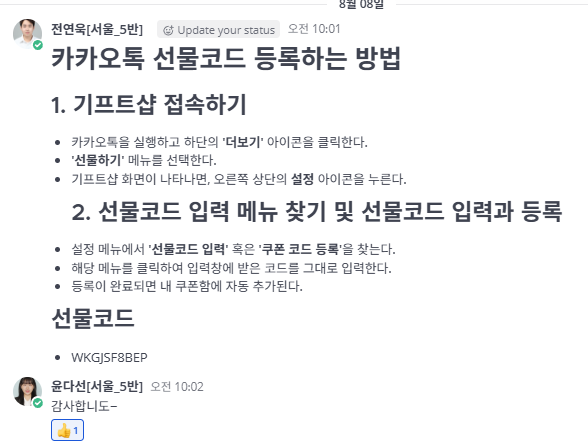 8월 08일
전연욱[서울_5반] Update your status 오전 10:01
카카오톡 선물코드 등록하는 방법
1. 기프트샵 접속하기
• 카카오톡을 실행하고 하단의 '더보기' 아이콘을 클릭한다.
• '선물하기' 메뉴를 선택한다.
• 기프트샵 화면이 나타나면, 오른쪽 상단의 설정 아이콘을 누른다.
2. 선물코드 입력 메뉴 찾기 및 선물코드 입력과 등록
• 설정 메뉴에서 '선물코드 입력' 혹은 '쿠폰 코드 등록'을 찾는다.
• 해당 메뉴를 클릭하여 입력창에 받은 코드를 그대로 입력한다.
• 등록이 완료되면 내 쿠폰함에 자동 추가된다.
선물코드
• WKGJSF8BEP
윤다선[서울_5반] 오전 10:02
감사합니도~
👍 1